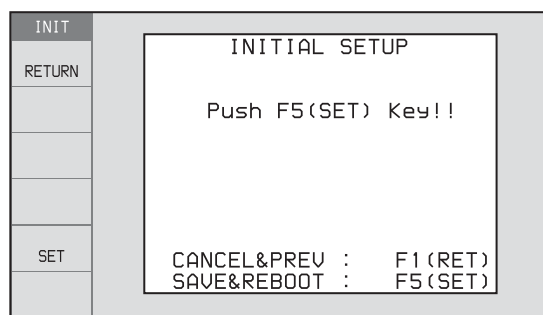 INIT
RETURN
SET
INITIAL SETUP
Push F5(SET) Key!!
CANCEL&PREV : F1(RET)
SAVE&REBOOT : F5(SET)